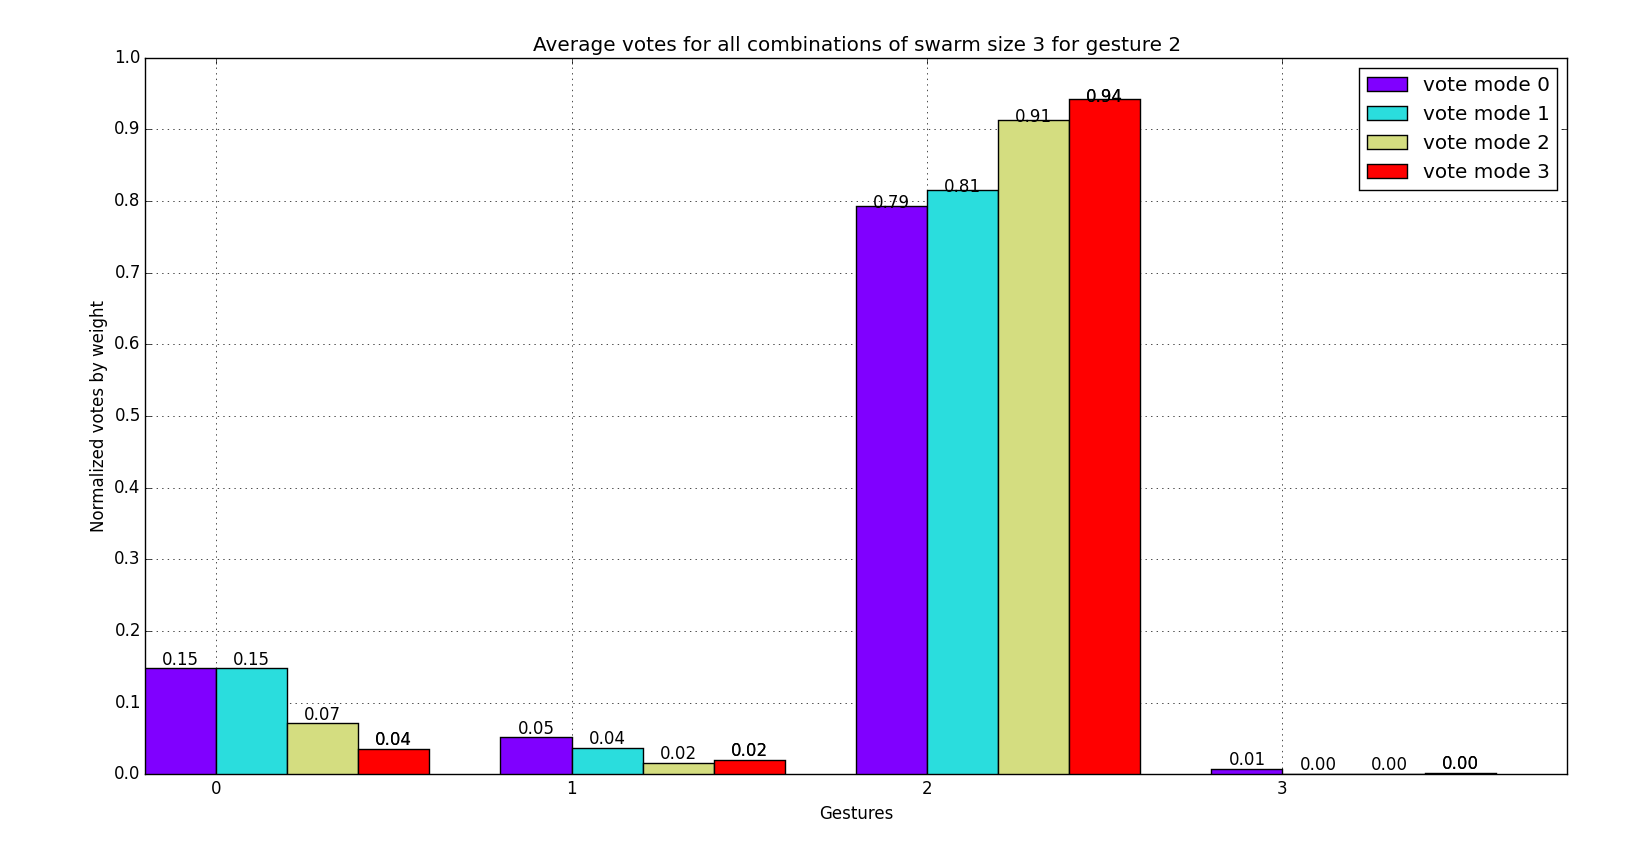 Average votes for all combinations of swarm size 3 for gesture 2
1.0
0.9
0.8
0.7
0.6
0.5
0.4
0.3
0.2
0.1
0.0
Normalized votes by weight
vote mode 0
vote mode 1
vote mode 2
vote mode 3
0.15 0.15 0.07 0.04
0.05 0.04 0.02 0.02
0.79 0.81 0.91 0.94
0.01 0.00 0.00 0.00
0 1 2 3
Gestures